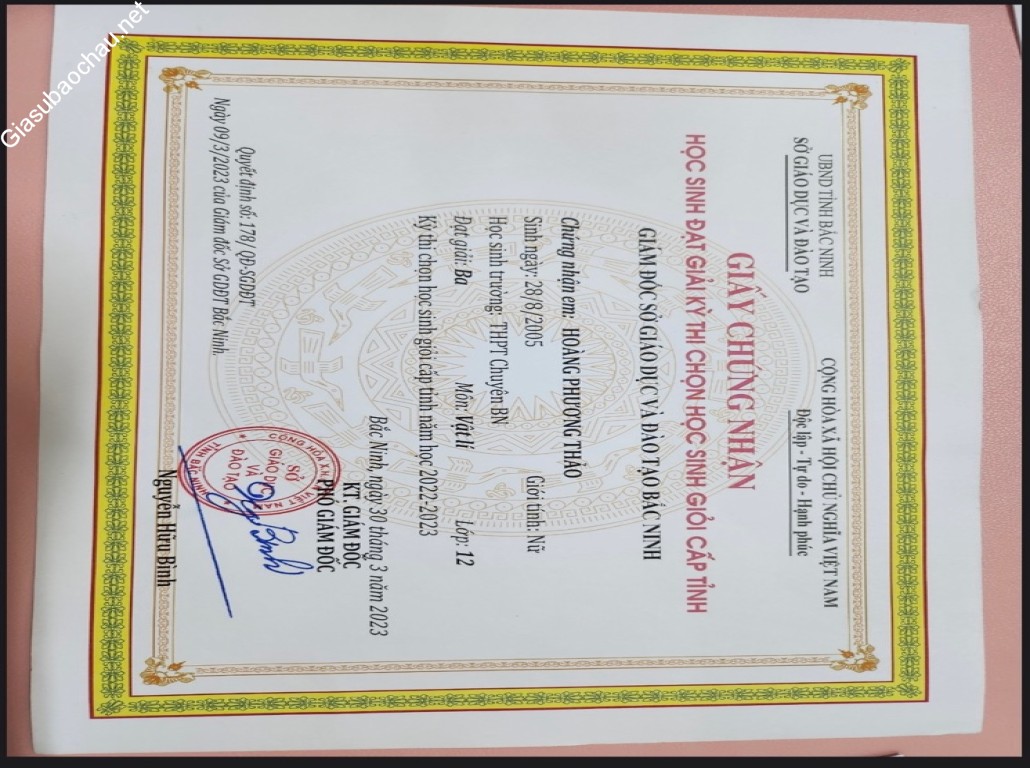 Giasubaochau.net
UBND TỈNH BẮC NINH
SỞ GIÁO DỤC VÀ ĐÀO TẠO
CỘNG HÒA XÃ HỘI CHỦ NGHĨA VIỆT NAM
Độc lập - Tự do - Hạnh phúc
GIẤY CHỨNG NHẬN
HỌC SINH ĐẠT GIẢI KỲ THI CHỌN HỌC SINH GIỎI CẤP TỈNH
GIÁM ĐỐC SỞ GIÁO DỤC VÀ ĐÀO TẠO BẮC NINH
Chứng nhận em: HOÀNG PHƯƠNG THẢO
Sinh ngày: 28/8/2005 Giới tính: Nữ
Học sinh trường: THPT Chuyên BN
Đạt giải: Ba Môn: Vật lí Lớp: 12
Kỳ thi chọn học sinh giỏi cấp tỉnh năm học 2022-2023
Bắc Ninh, ngày 30 tháng 3 năm 2023
KT. GIÁM ĐỐC
PHÓ GIÁM ĐỐC
SỞ
GIÁO DỤC
VÀ
ĐÀO TẠO
Nguyễn Hữu Bình
Quyết định số: 178/ QĐ-SGDĐT
Ngày 09/3/2023 của Giám đốc Sở GDĐT Bắc Ninh.